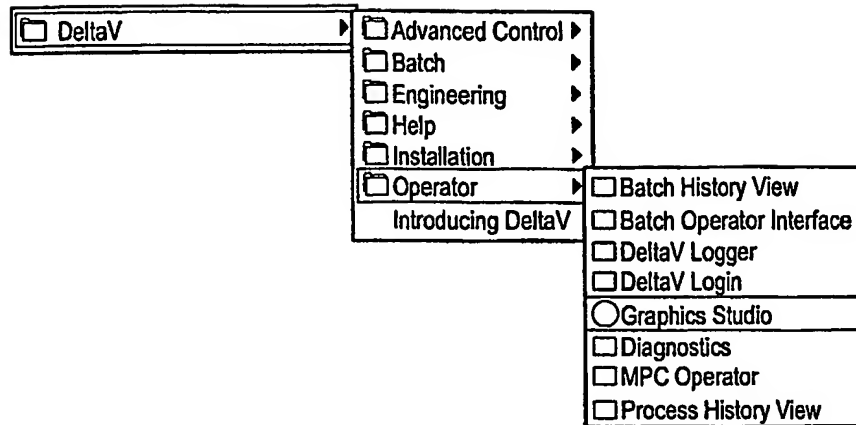 DeltaV
Advanced Control
Batch
Engineering
Help
Installation
Operator
Introducing DeltaV
Batch History View
Batch Operator Interface
DeltaV Logger
DeltaV Login
Graphics Studio
Diagnostics
MPC Operator
Process History View